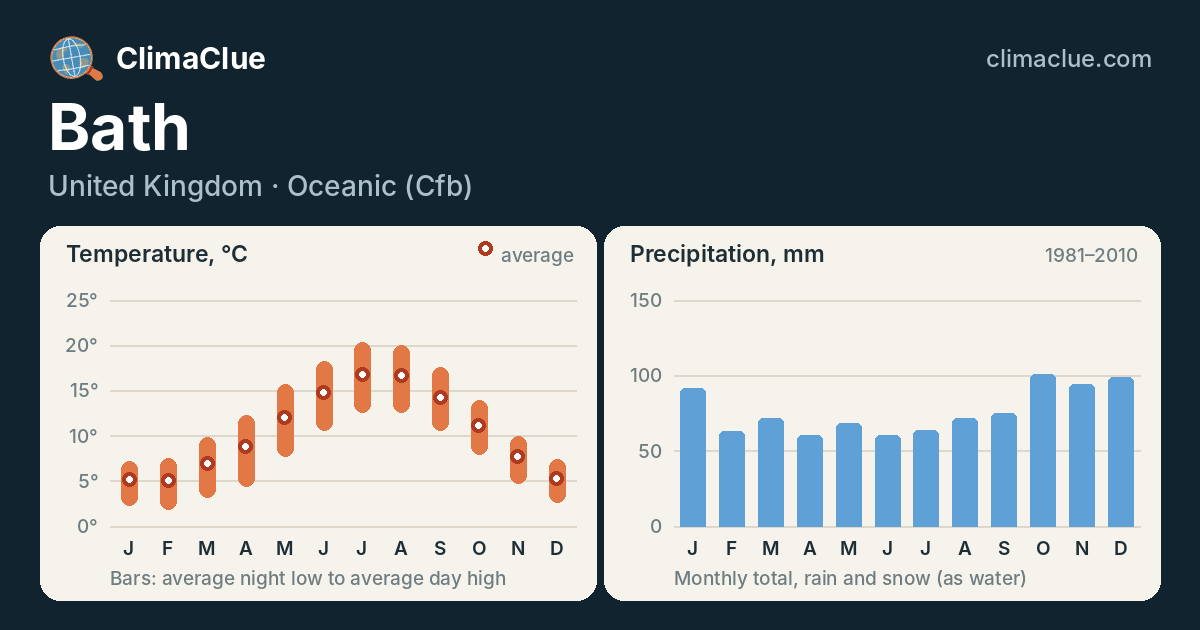 ClimaClue
climaclue.com
Bath
United Kingdom · Oceanic (Cfb)
Temperature, °C
average
25°
20°
15°
10°
5°
0°
J F M A M J J A S O N D
Bars: average night low to average day high
Precipitation, mm
1981–2010
150
100
50
0
J F M A M J J A S O N D
Monthly total, rain and snow (as water)